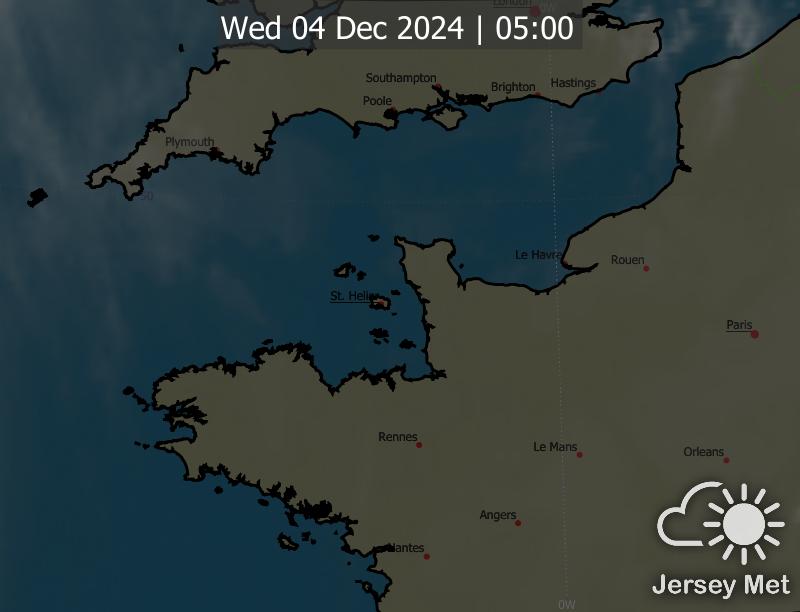 London
Wed 04 Dec 2024 | 05:00
Southampton
Brighton
Hastings
Poole
Plymouth
50
Le Havre
Rouen
St. Helier
Paris
Rennes
Le Mans
Orleans
Angers
Nantes
Jersey Met
0W